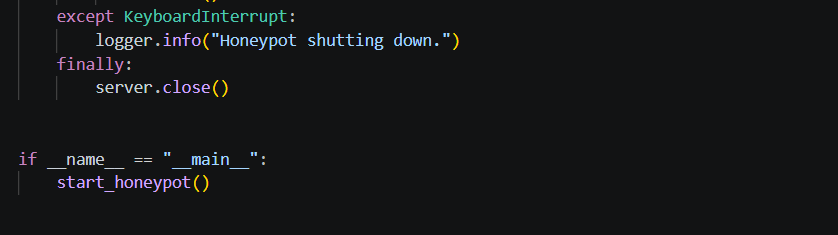 ()
except KeyboardInterrupt:
logger.info("Honeypot shutting down.")
finally:
server.close()
if __name__ == "__main__":
start_honeypot()